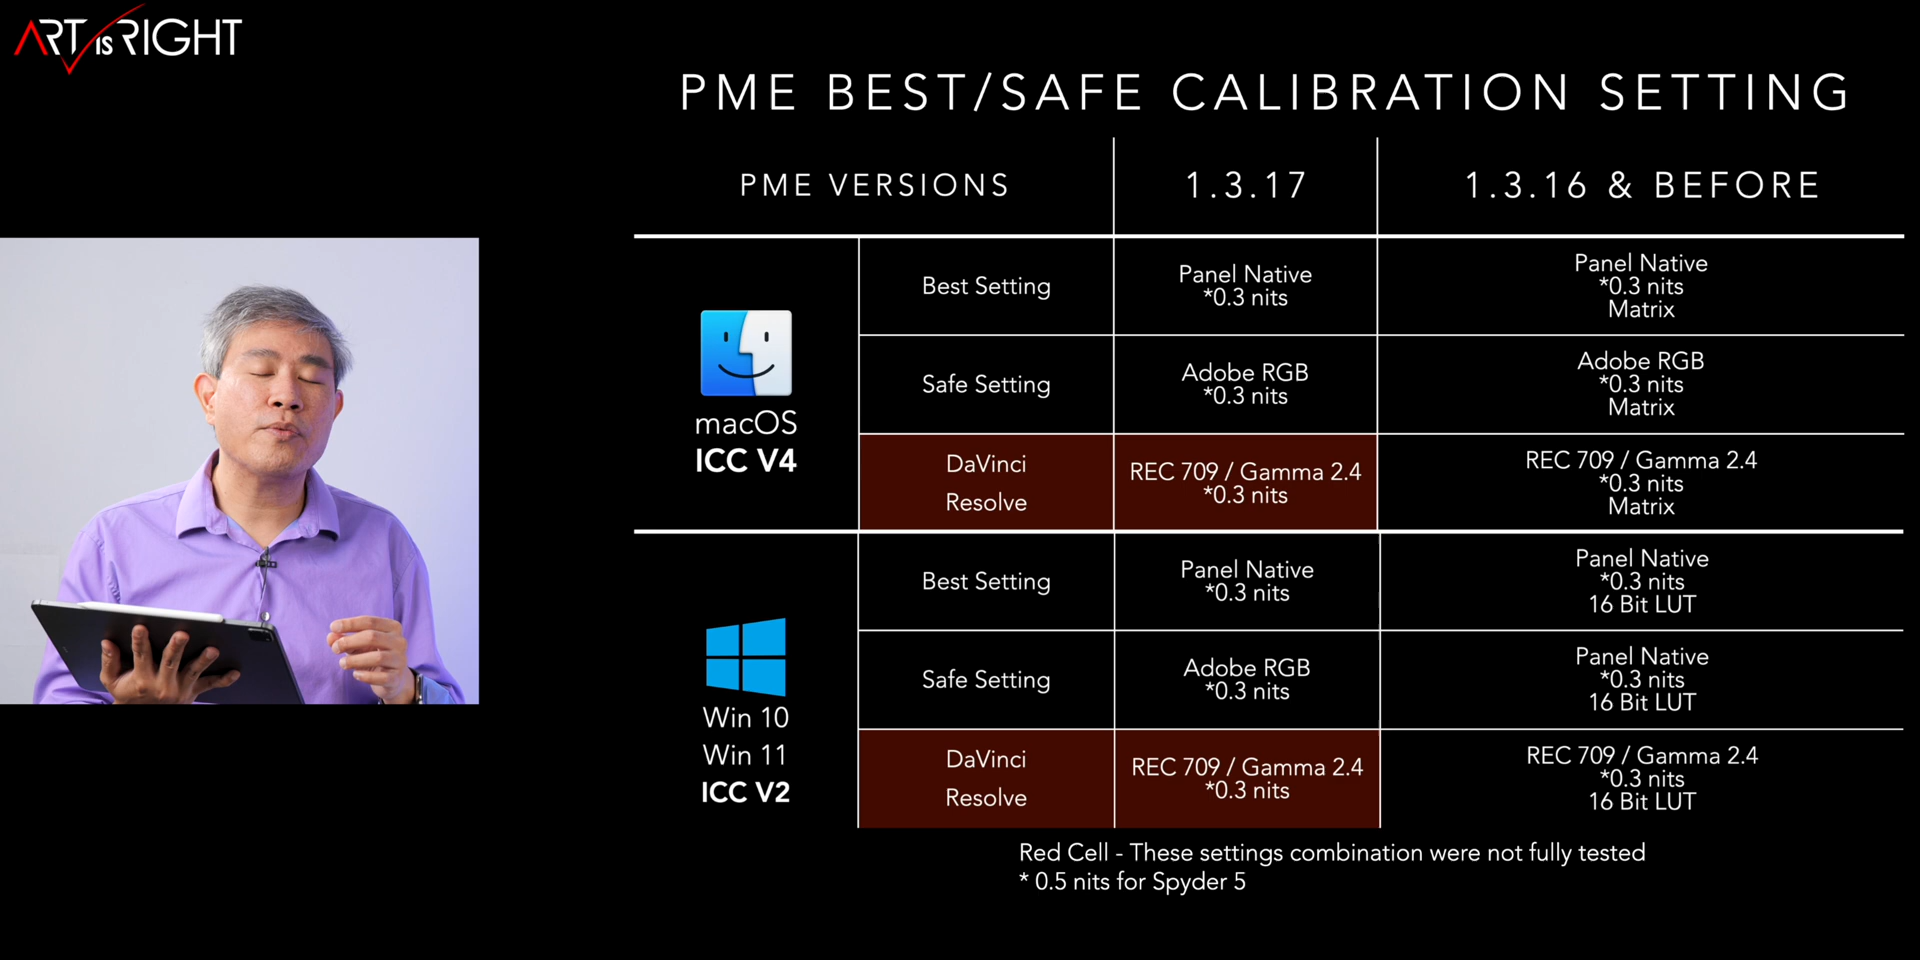 ART IS RIGHT
PME BEST/SAFE CALIBRATION SETTING
PME VERSIONS
1.3.17
1.3.16 & BEFORE
macOS
ICC V4
Best Setting
Panel Native
*0.3 nits
Panel Native
*0.3 nits
Matrix
Safe Setting
Adobe RGB
*0.3 nits
Adobe RGB
*0.3 nits
Matrix
DaVinci
Resolve
REC 709 / Gamma 2.4
*0.3 nits
REC 709 / Gamma 2.4
*0.3 nits
Matrix
Win 10
Win 11
ICC V2
Best Setting
Panel Native
*0.3 nits
Panel Native
*0.3 nits
16 Bit LUT
Safe Setting
Adobe RGB
*0.3 nits
Panel Native
*0.3 nits
16 Bit LUT
DaVinci
Resolve
REC 709 / Gamma 2.4
*0.3 nits
REC 709 / Gamma 2.4
*0.3 nits
16 Bit LUT
Red Cell - These settings combination were not fully tested
* 0.5 nits for Spyder 5